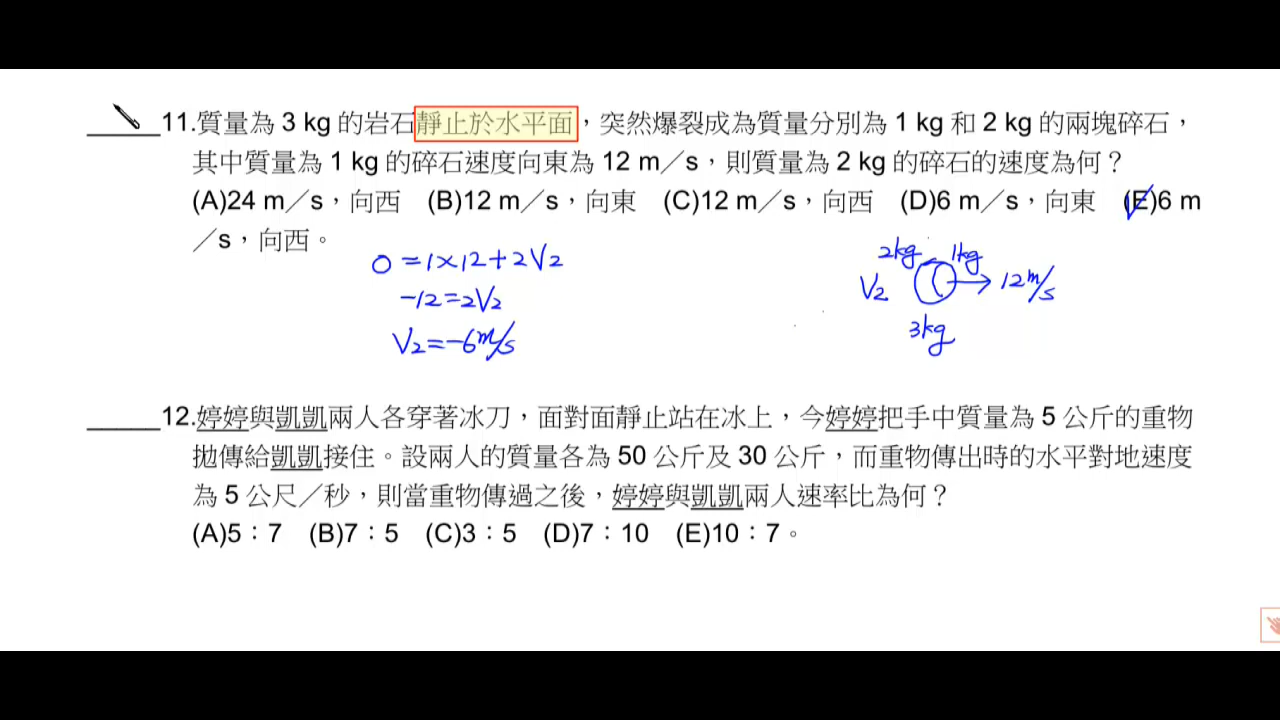 _____11.質量為 3 kg 的岩石靜止於水平面，突然爆裂成為質量分別為 1 kg 和 2 kg 的兩塊碎石，
其中質量為 1 kg 的碎石速度向東為 12 m／s，則質量為 2 kg 的碎石的速度為何？
(A)24 m／s，向西 (B)12 m／s，向東 (C)12 m／s，向西 (D)6 m／s，向東 (E)6 m
／s，向西。
0=1×12+2V2
-12=2V2
V2=-6m/s
2kg 1kg
V2 12m/s
3kg
_____12.婷婷與凱凱兩人各穿著冰刀，面對面靜止站在冰上，今婷婷把手中質量為 5 公斤的重物
拋傳給凱凱接住。設兩人的質量各為 50 公斤及 30 公斤，而重物傳出時的水平對地速度
為 5 公尺／秒，則當重物傳過之後，婷婷與凱凱兩人速率比為何？
(A)5：7 (B)7：5 (C)3：5 (D)7：10 (E)10：7。